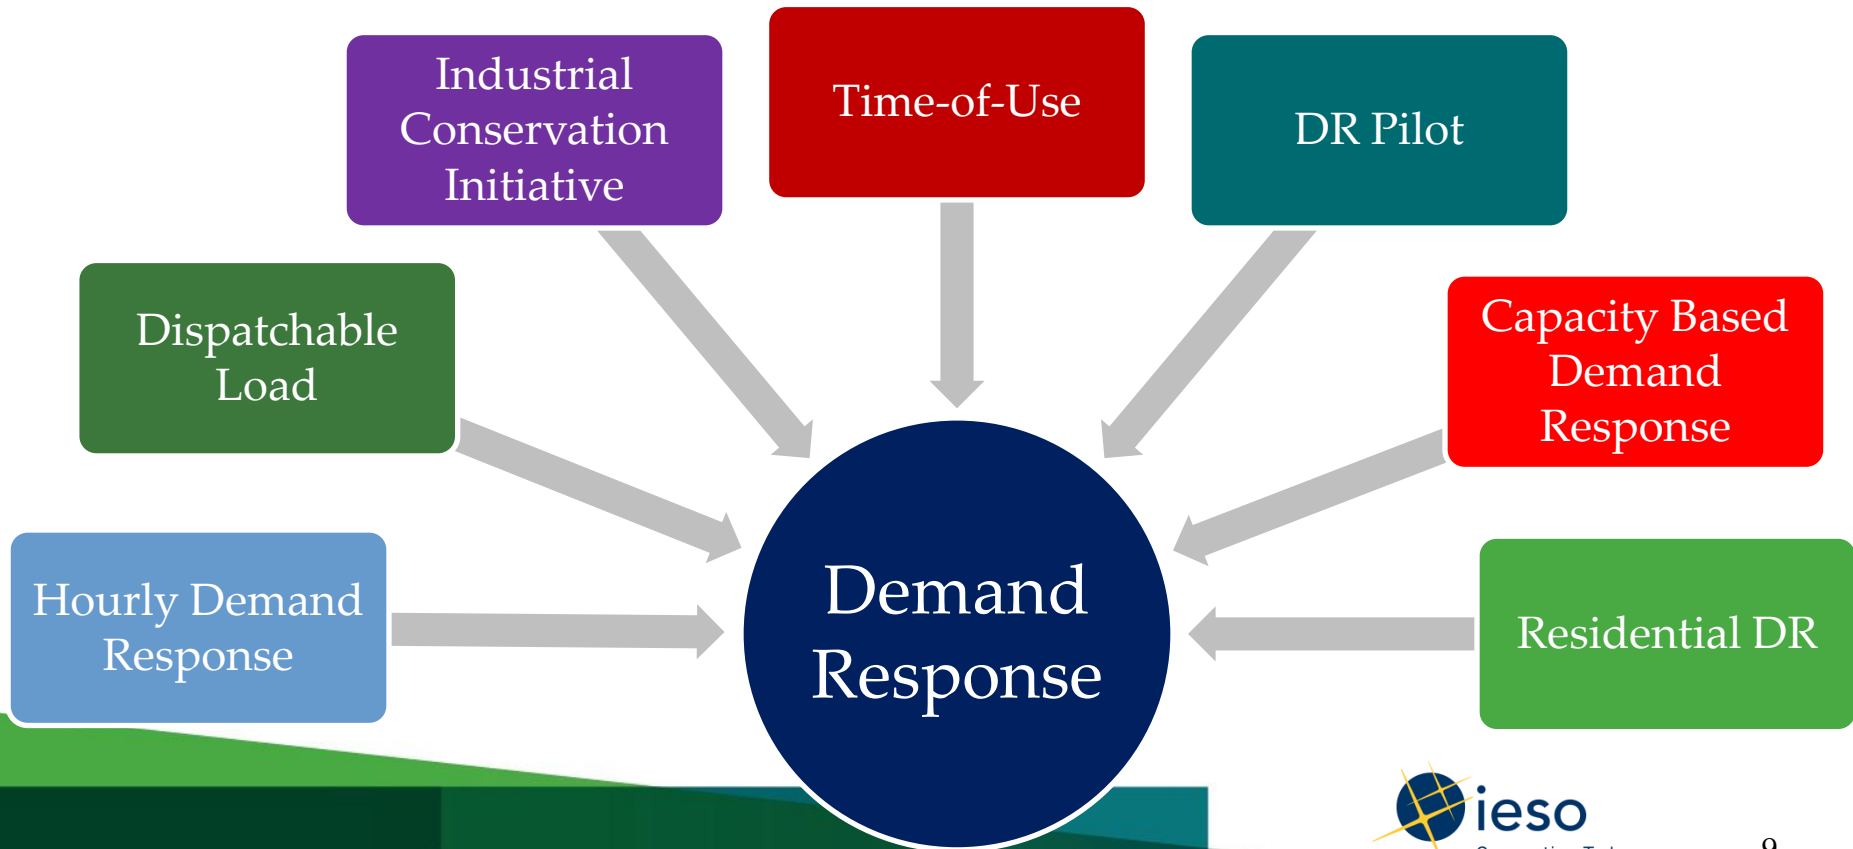 Industrial
Conservation
Initiative
Time-of-Use
DR Pilot
Dispatchable
Load
Capacity Based
Demand
Response
Hourly Demand
Response
Demand
Response
Residential DR
ieso
9